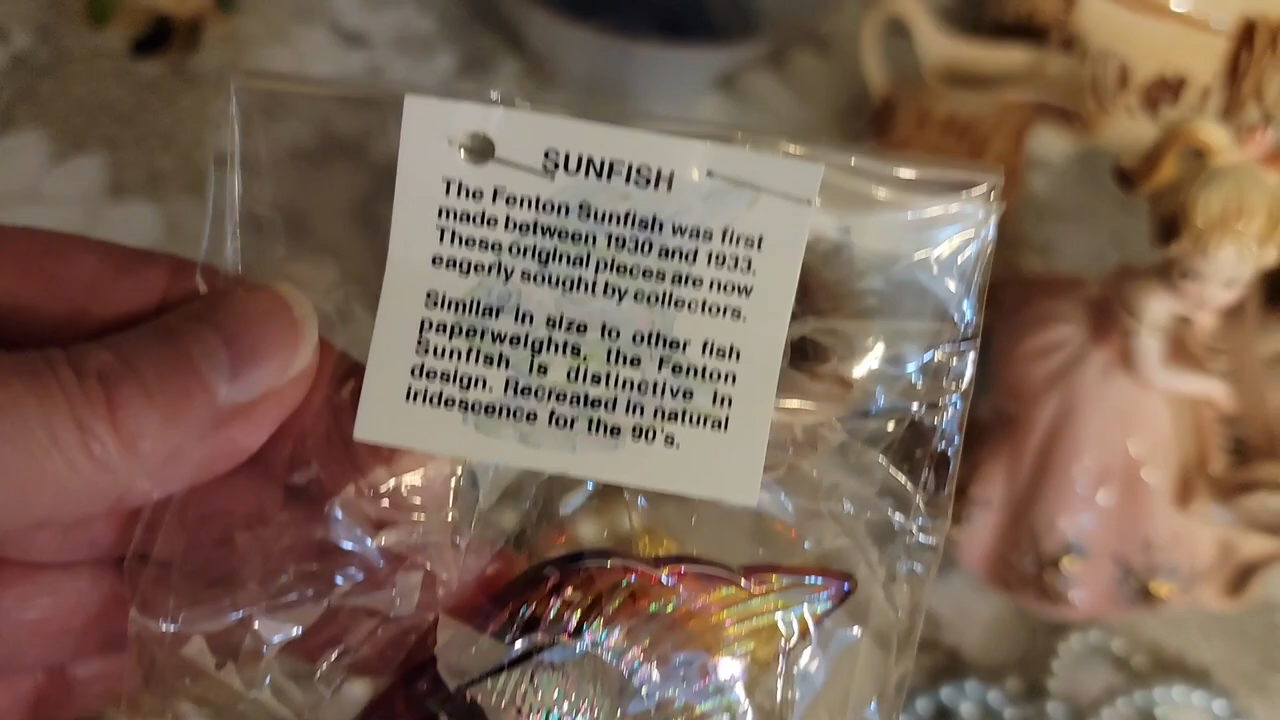 SUNFISH
The Fenton Sunfish was first
made between 1930 and 1933.
These original pieces are now
eagerly sought by collectors.
Similar in size to other fish
paperweights, the Fenton
Sunfish is distinctive in
design. Recreated in natural
iridescence for the 90's.